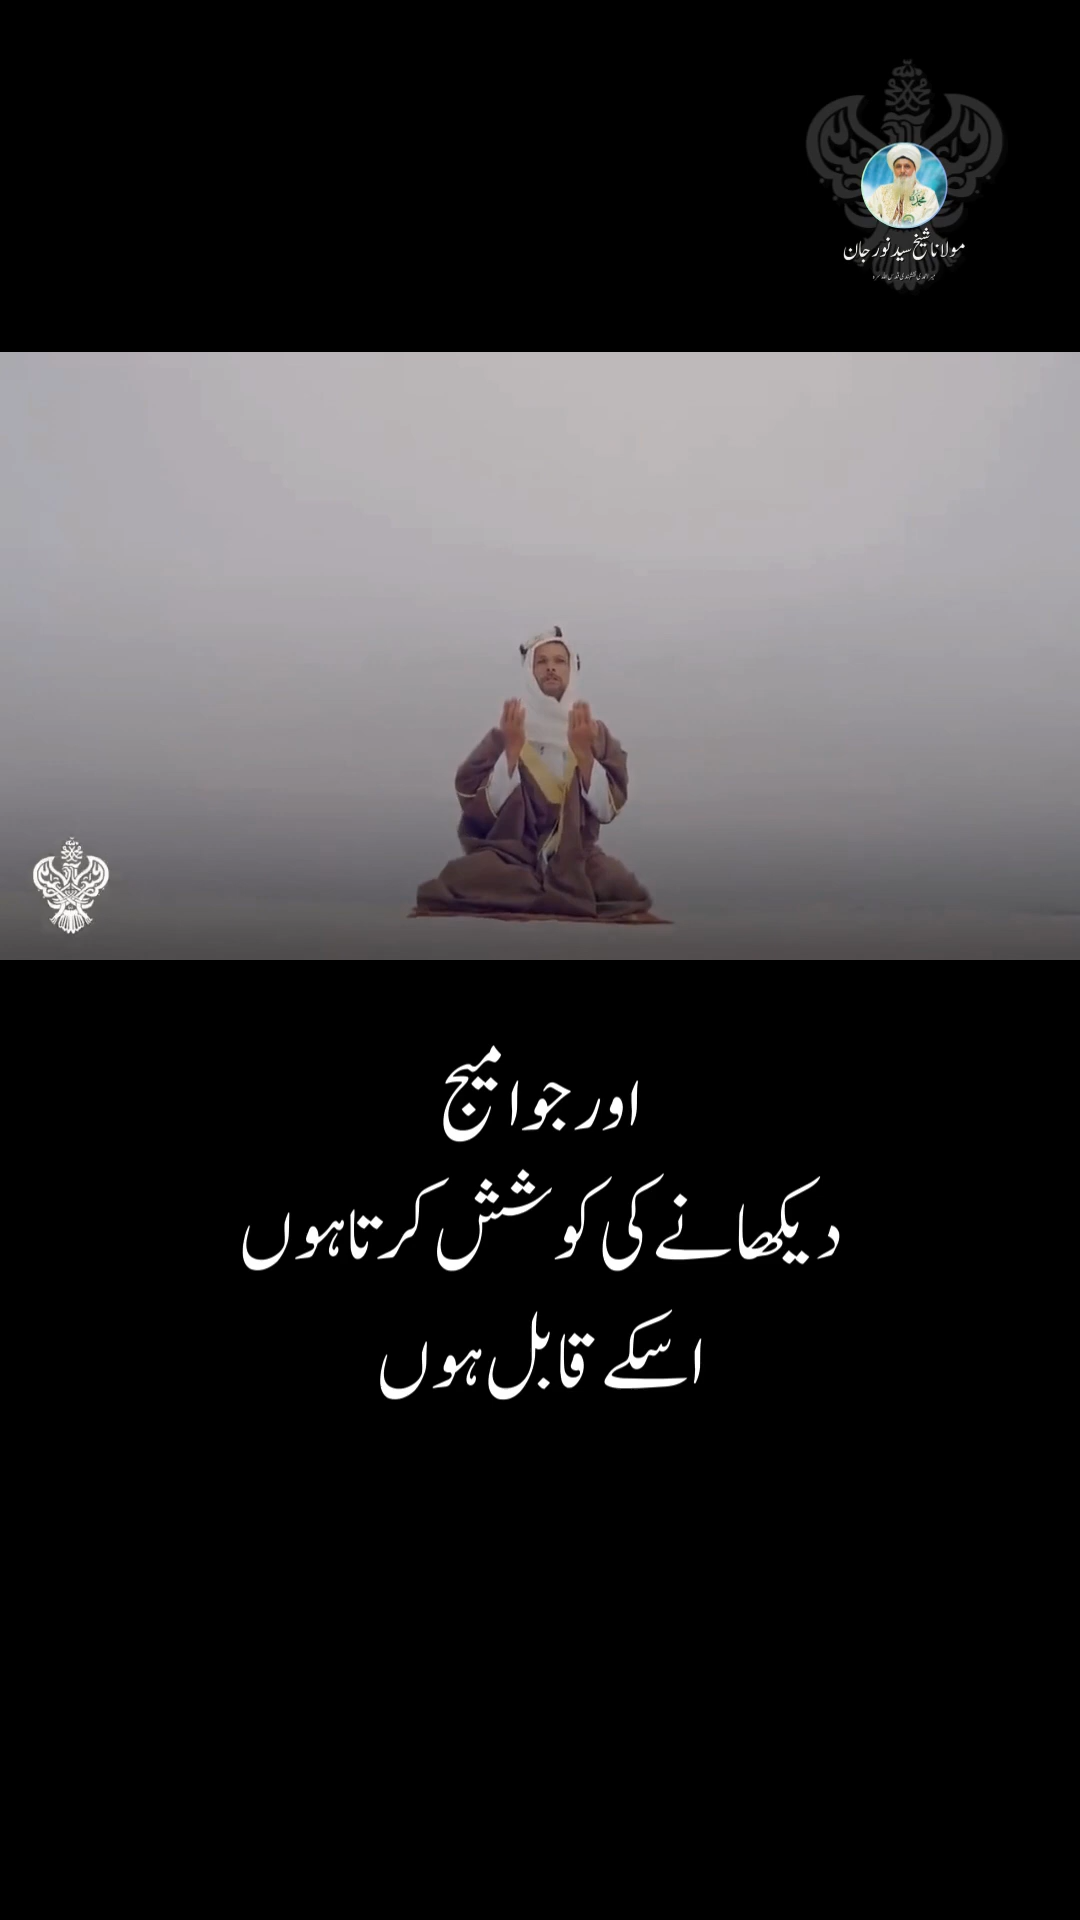 مولانا شیخ سید نور جان
اور جو امیج
دیکھانے کی کوشش کرتا ہوں
اسکے قابل ہوں